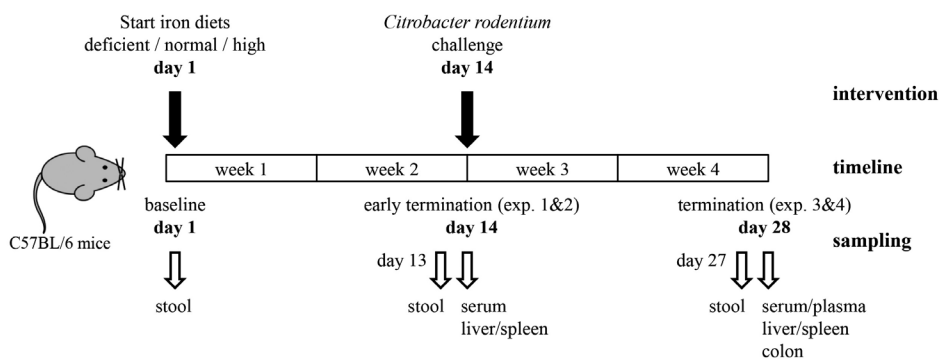 Start iron diets
deficient / normal / high
day 1
Citrobacter rodentium
challenge
day 14
intervention
week 1
week 2
week 3
week 4
timeline
C57BL/6 mice
baseline
day 1
early termination (exp. 1&2)
day 14
termination (exp. 3&4)
day 28
sampling
day 13
day 27
stool
stool
serum
liver/spleen
stool
serum/plasma
liver/spleen
colon